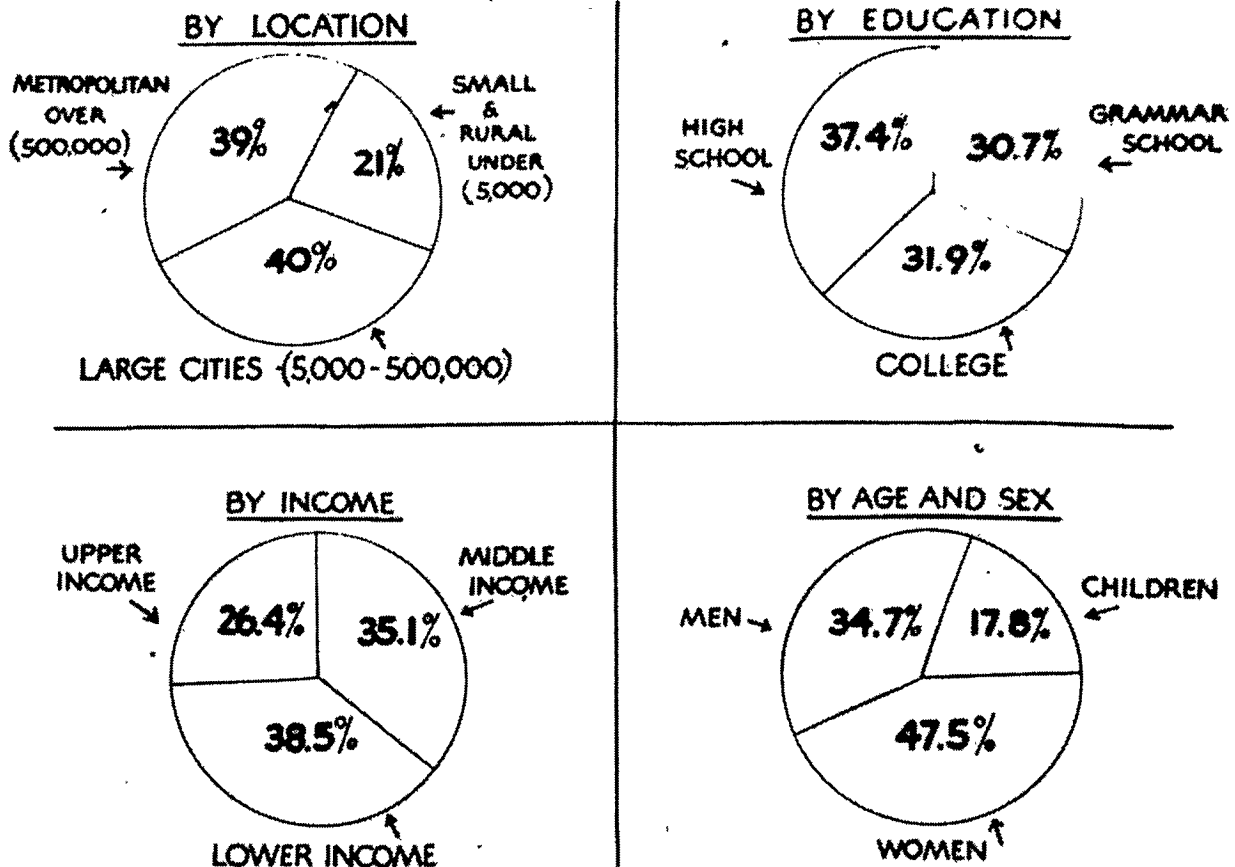 BY LOCATION
METROPOLITAN
OVER
(500,000)
39%
SMALL
&
RURAL
UNDER
(5,000)
21%
40%
LARGE CITIES (5,000-500,000)
BY EDUCATION
HIGH
SCHOOL
37.4%
30.7%
GRAMMAR
SCHOOL
31.9%
COLLEGE
BY INCOME
UPPER
INCOME
26.4%
35.1%
MIDDLE
INCOME
38.5%
LOWER INCOME
BY AGE AND SEX
MEN
34.7%
17.8%
CHILDREN
47.5%
WOMEN